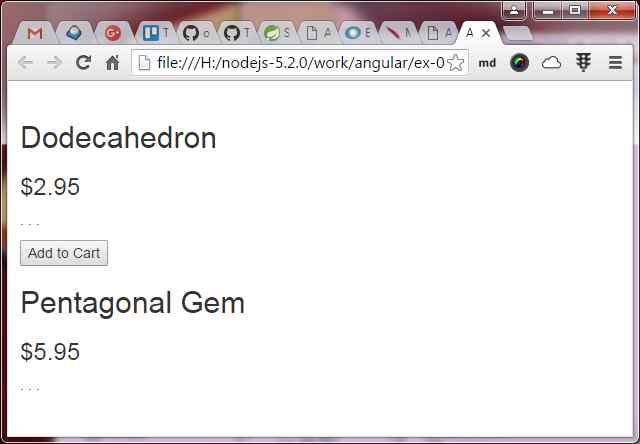 T
o
T
S
A
E
N
A
A
file:///H:/nodejs-5.2.0/work/angular/ex-0
md
Dodecahedron
$2.95
. . .
Add to Cart
Pentagonal Gem
$5.95
. . .